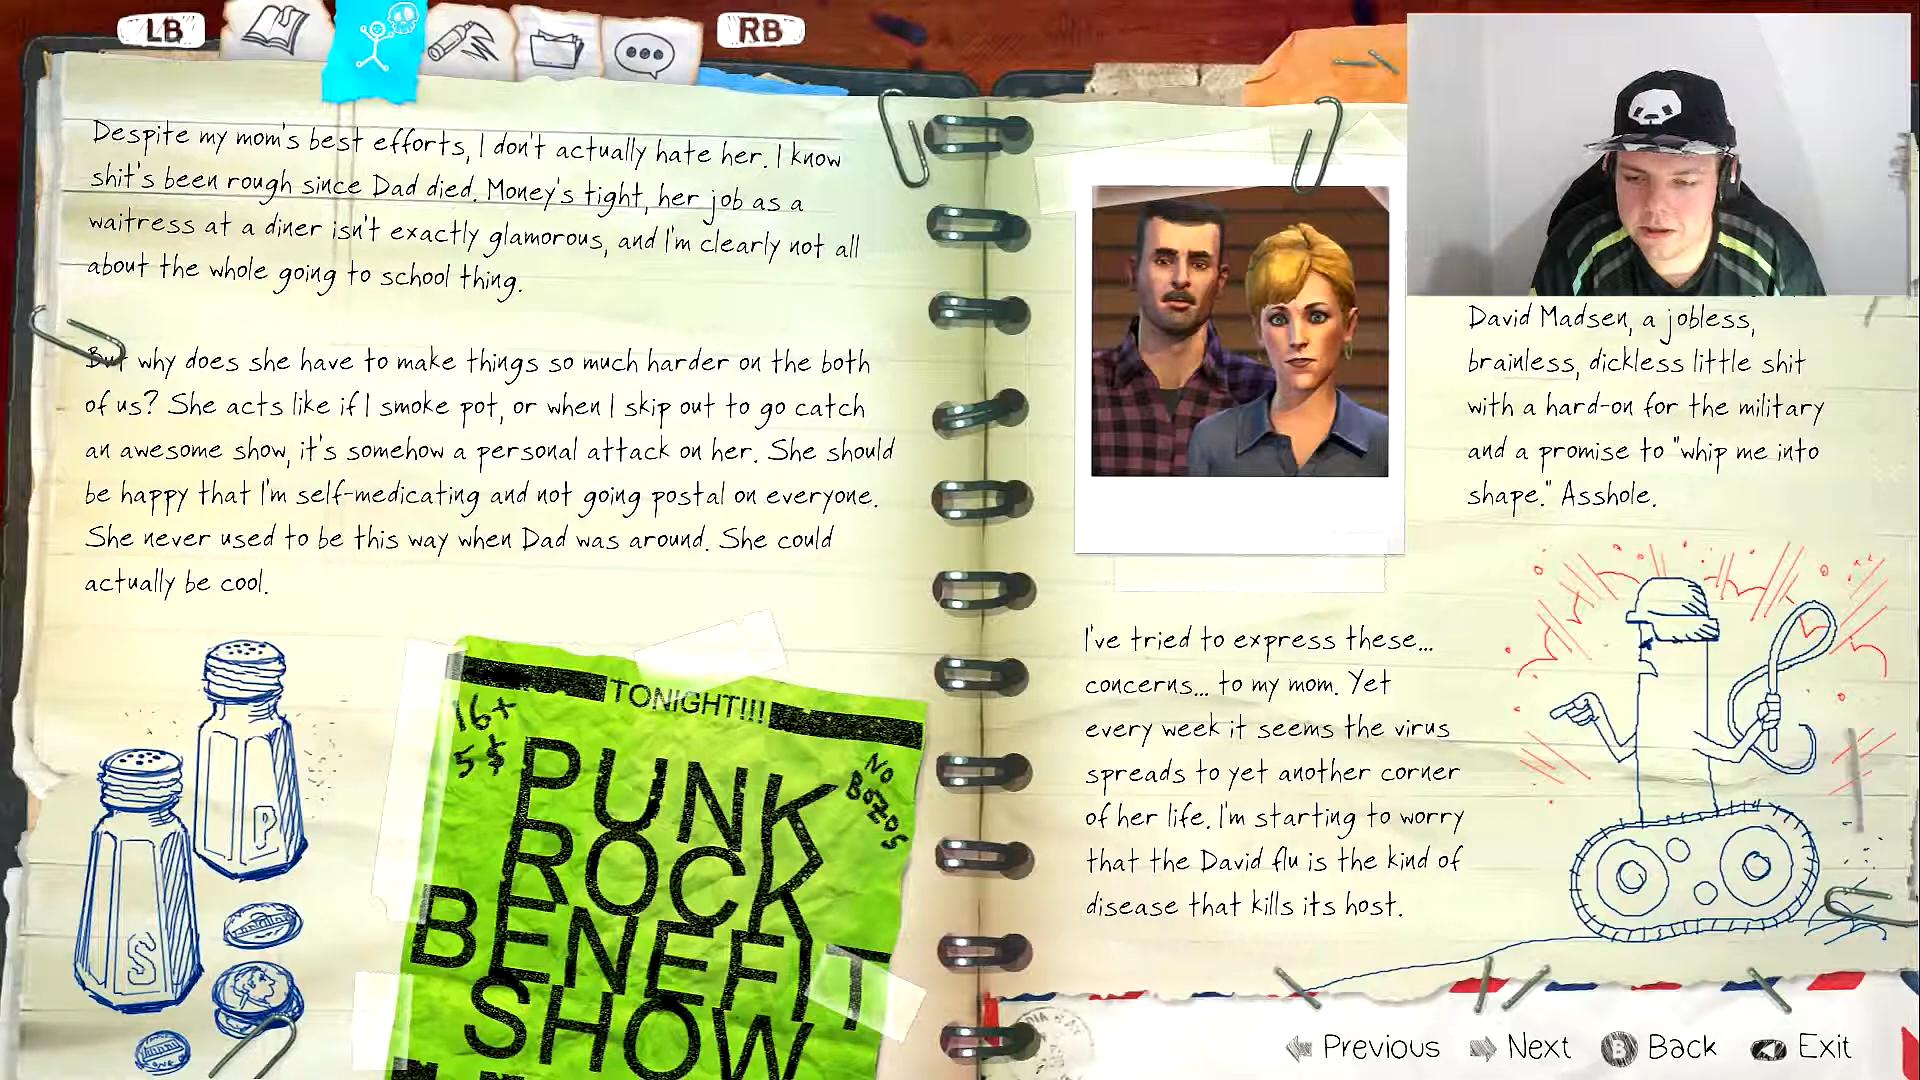 LB
RB
Despite my mom's best efforts, I don't actually hate her. I know
shit's been rough since Dad died. Money's tight, her job as a
waitress at a diner isn't exactly glamorous, and I'm clearly not all
about the whole going to school thing.
But why does she have to make things so much harder on the both
of us? She acts like if I smoke pot, or when I skip out to go catch
an awesome show, it's somehow a personal attack on her. She should
be happy that I'm self-medicating and not going postal on everyone.
She never used to be this way when Dad was around. She could
actually be cool.
P
S
TONIGHT!!!
16+
5$
NO
BOZOS
PUNK
ROCK
BENEFIT
SHOW
David Madsen, a jobless,
brainless, dickless little shit
with a hard-on for the military
and a promise to "whip me into
shape." Asshole.
I've tried to express these...
concerns... to my mom. Yet
every week it seems the virus
spreads to yet another corner
of her life. I'm starting to worry
that the David flu is the kind of
disease that kills its host.
Previous
Next
B Back
Exit